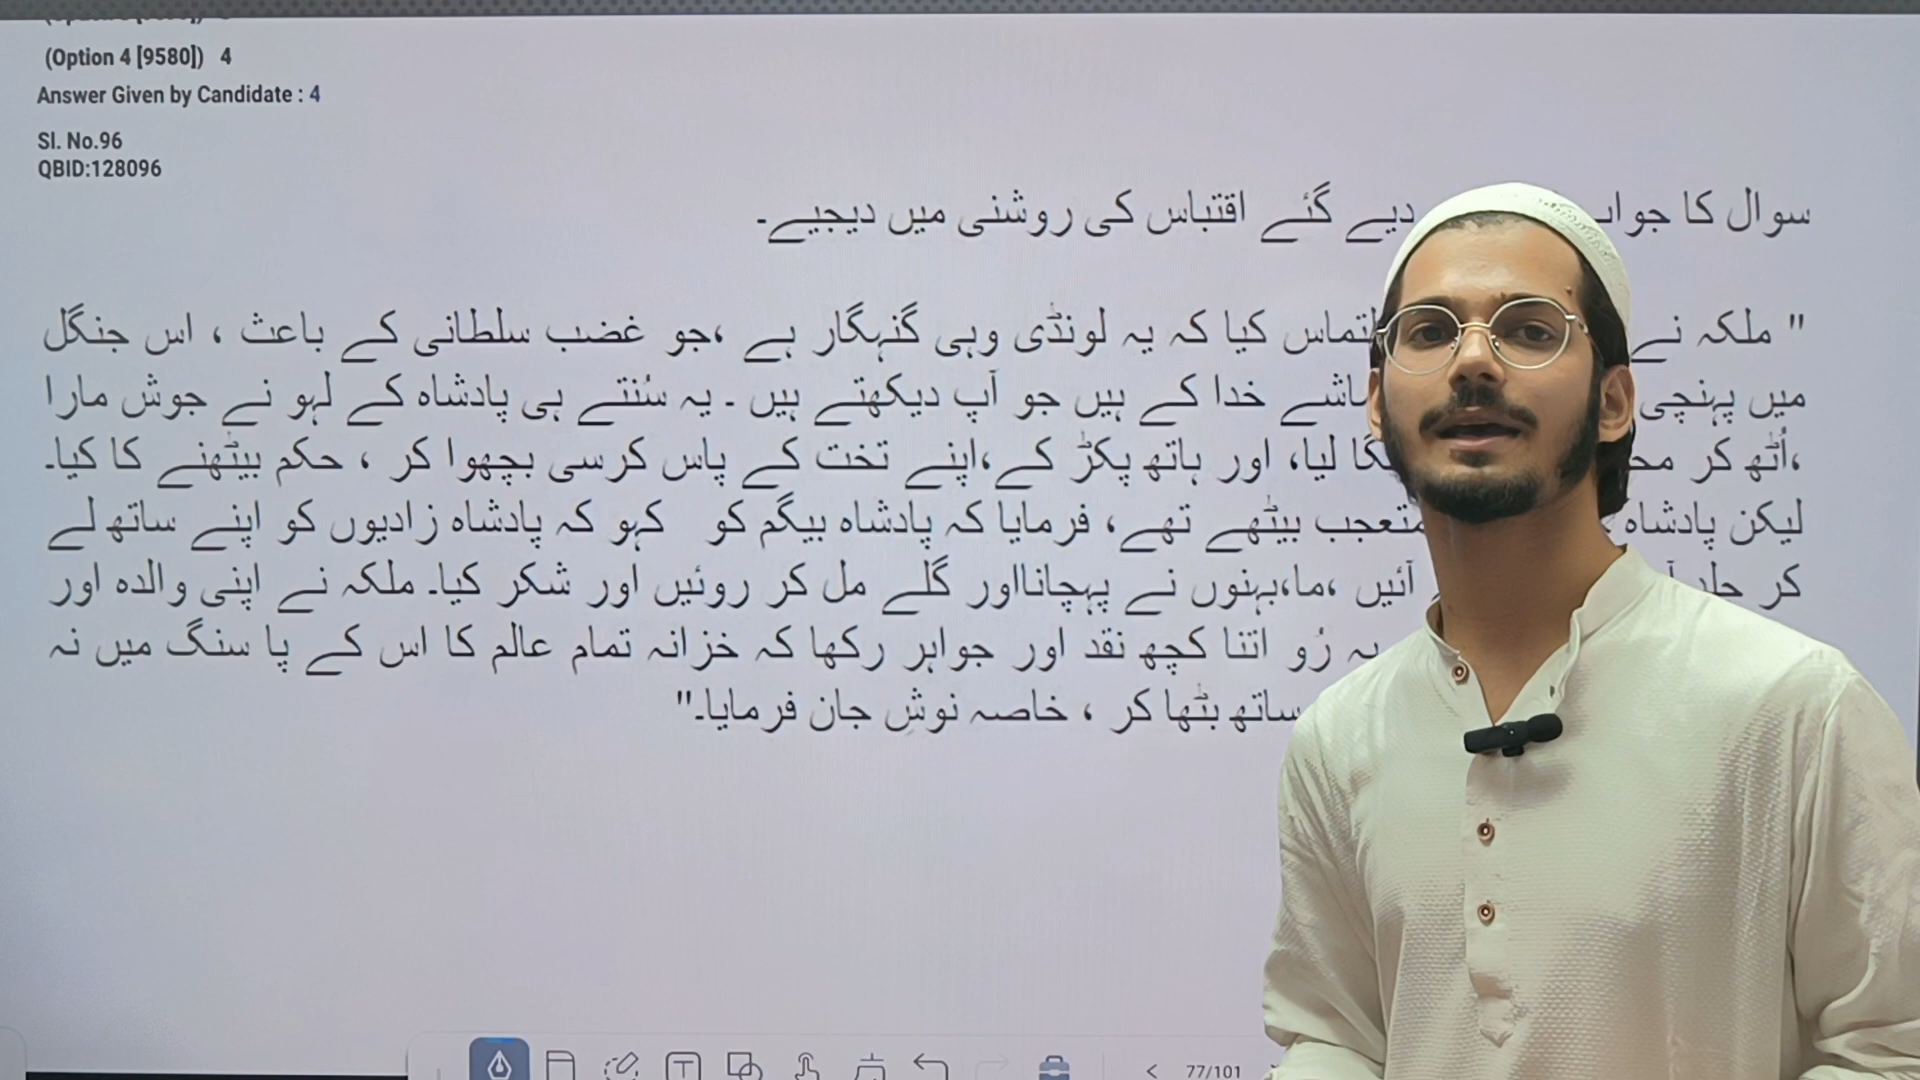 (Option 4 [9580]) 4
Answer Given by Candidate : 4
Sl. No.96
QBID:128096
سوال کا جواب دیے گئے اقتباس کی روشنی میں دیجیے۔
" ملکہ نے کیا کہ یہ لونڈی وہی گنہگار ہے ،جو غضب سلطانی کے باعث ، اس جنگل
میں پہنچی خدا کے ہیں جو آپ دیکھتے ہیں ۔ یہ سُنتے ہی پادشاہ کے لہو نے جوش مارا
،اُٹھ کر لیا، اور ہاتھ پکڑ کے،اپنے تخت کے پاس کرسی بچھوا کر ، حکم بیٹھنے کا کیا۔
لیکن پادشاہ متعجب بیٹھے تھے، فرمایا کہ پادشاہ بیگم کو کہو کہ پادشاہ زادیوں کو اپنے ساتھ لے
کر آئیں ،ما،بہنوں نے پہچانااور گلے مل کر روئیں اور شکر کیا۔ ملکہ نے اپنی والدہ اور
رُو اتنا کچھ نقد اور جواہر رکھا کہ خزانہ تمام عالم کا اس کے پا سنگ میں نہ
ساتھ بٹھا کر ، خاصہ نوشِ جان فرمایا۔"
77/101